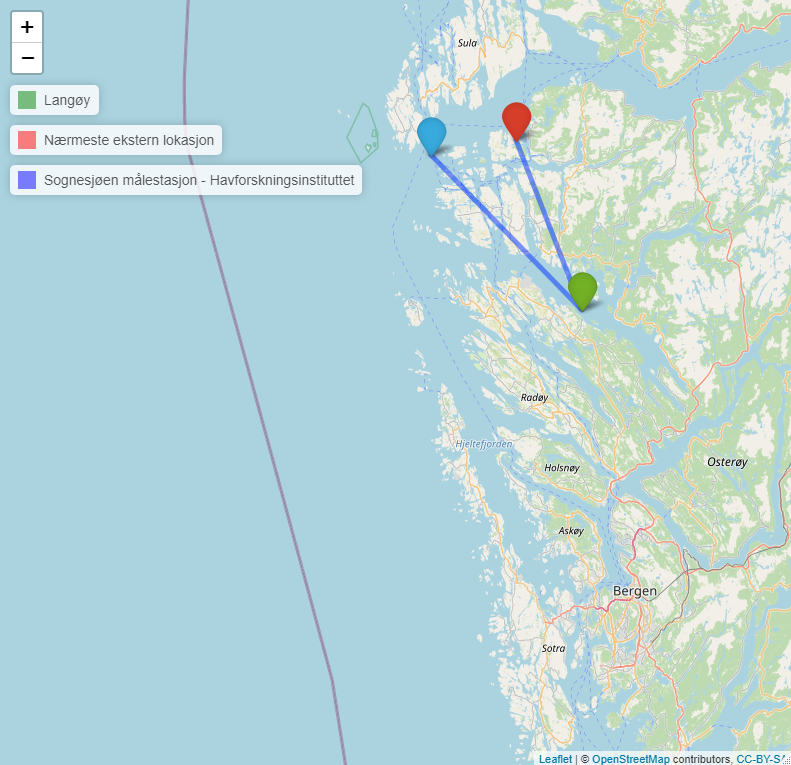 +
−
Langøy
Nærmeste ekstern lokasjon
Sognesjøen målestasjon - Havforskningsinstituttet
Sula
Radøy
Hjeltefjorden
Holsnøy
Osterøy
Askøy
Bergen
Sotra
Leaflet | © OpenStreetMap contributors, CC-BY-SA